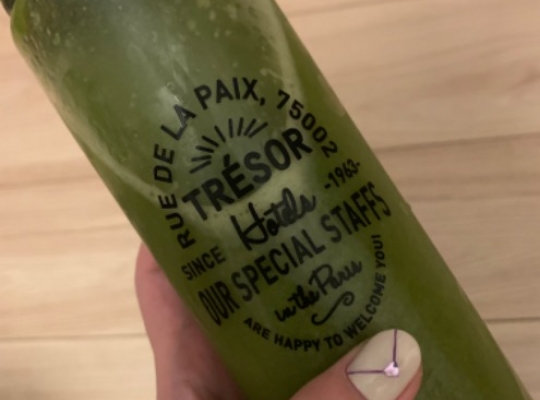 RUE DE LA PAIX, 75002
TRÉSOR
Hotels
SINCE -1963-
OUR SPECIAL STAFFS
in the Paris
ARE HAPPY TO WELCOME YOU!